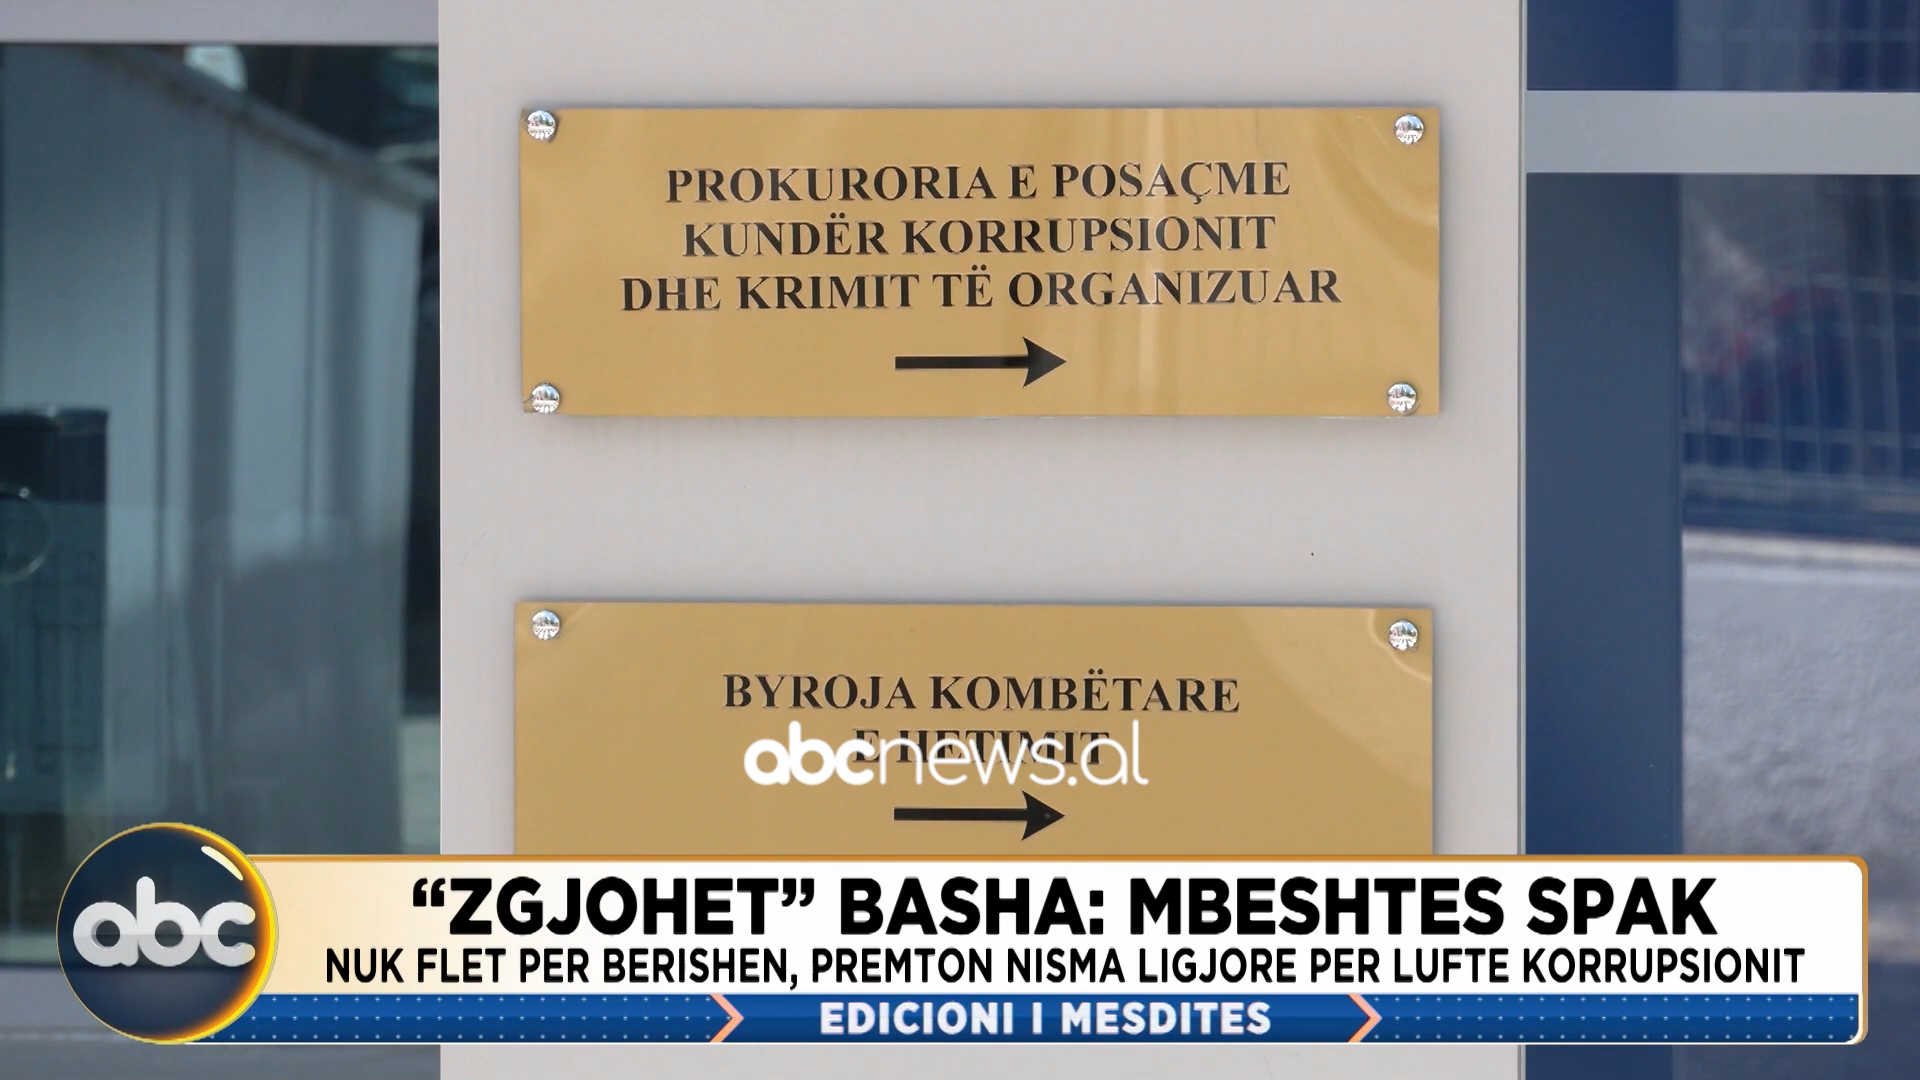 PROKURORIA E POSAÇME
KUNDËR KORRUPSIONIT
DHE KRIMIT TË ORGANIZUAR
BYROJA KOMBËTARE
E HETIMIT
abcnews.al
abc
“ZGJOHET” BASHA: MBESHTES SPAK
NUK FLET PER BERISHEN, PREMTON NISMA LIGJORE PER LUFTE KORRUPSIONIT
EDICIONI I MESDITES